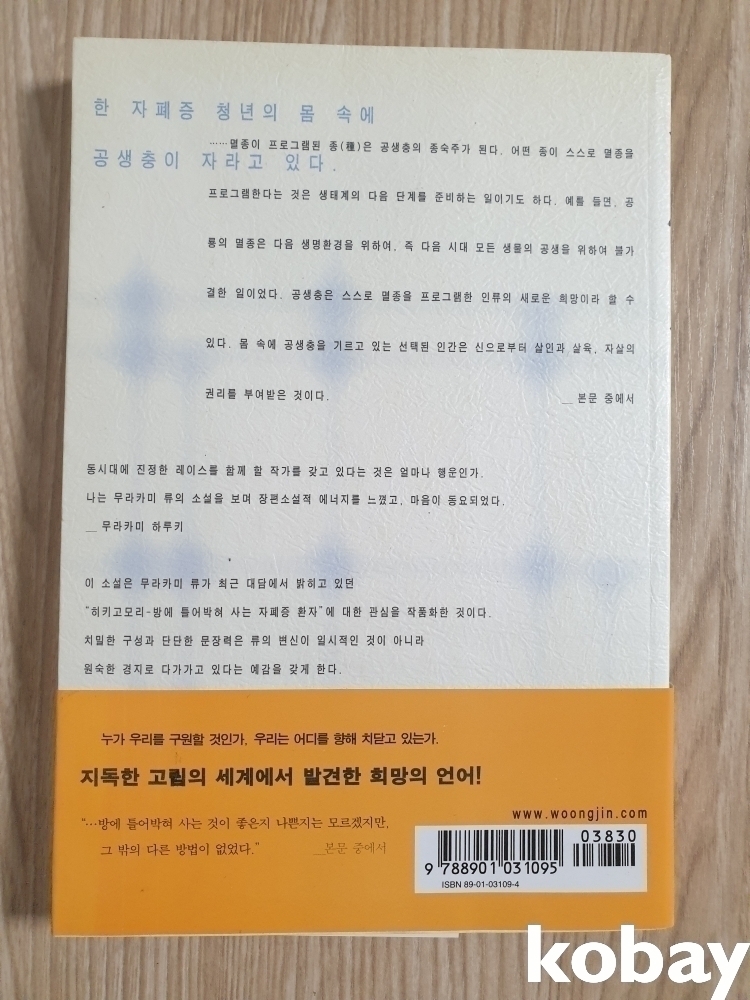 한 자폐증 청년의 몸 속에
공생충이 자라고 있다.
……멸종이 프로그램된 종(種)은 공생충의 종숙주가 된다. 어떤 종이 스스로 멸종을
프로그램한다는 것은 생태계의 다음 단계를 준비하는 일이기도 하다. 예를 들면, 공
룡의 멸종은 다음 생명환경을 위하여, 즉 다음 시대 모든 생물의 공생을 위하여 불가
결한 일이었다. 공생충은 스스로 멸종을 프로그램한 인류의 새로운 희망이라 할 수
있다. 몸 속에 공생충을 기르고 있는 선택된 인간은 신으로부터 살인과 살육, 자살의
권리를 부여받은 것이다. __ 본문 중에서
동시대에 진정한 레이스를 함께 할 작가를 갖고 있다는 것은 얼마나 행운인가.
나는 무라카미 류의 소설을 보며 장편소설적 에너지를 느꼈고, 마음이 동요되었다.
__ 무라카미 하루키
이 소설은 무라카미 류가 최근 대담에서 밝히고 있던
“히키고모리-방에 틀어박혀 사는 자폐증 환자”에 대한 관심을 작품화한 것이다.
치밀한 구성과 단단한 문장력은 류의 변신이 일시적인 것이 아니라
원숙한 경지로 다가가고 있다는 예감을 갖게 한다.
누가 우리를 구원할 것인가, 우리는 어디를 향해 치닫고 있는가.
지독한 고립의 세계에서 발견한 희망의 언어!
“…방에 틀어박혀 사는 것이 좋은지 나쁜지는 모르겠지만,
그 밖의 다른 방법이 없었다.” __본문 중에서
www.woongjin.com
03830
9 788901 031095
ISBN 89-01-03109-4
kobay